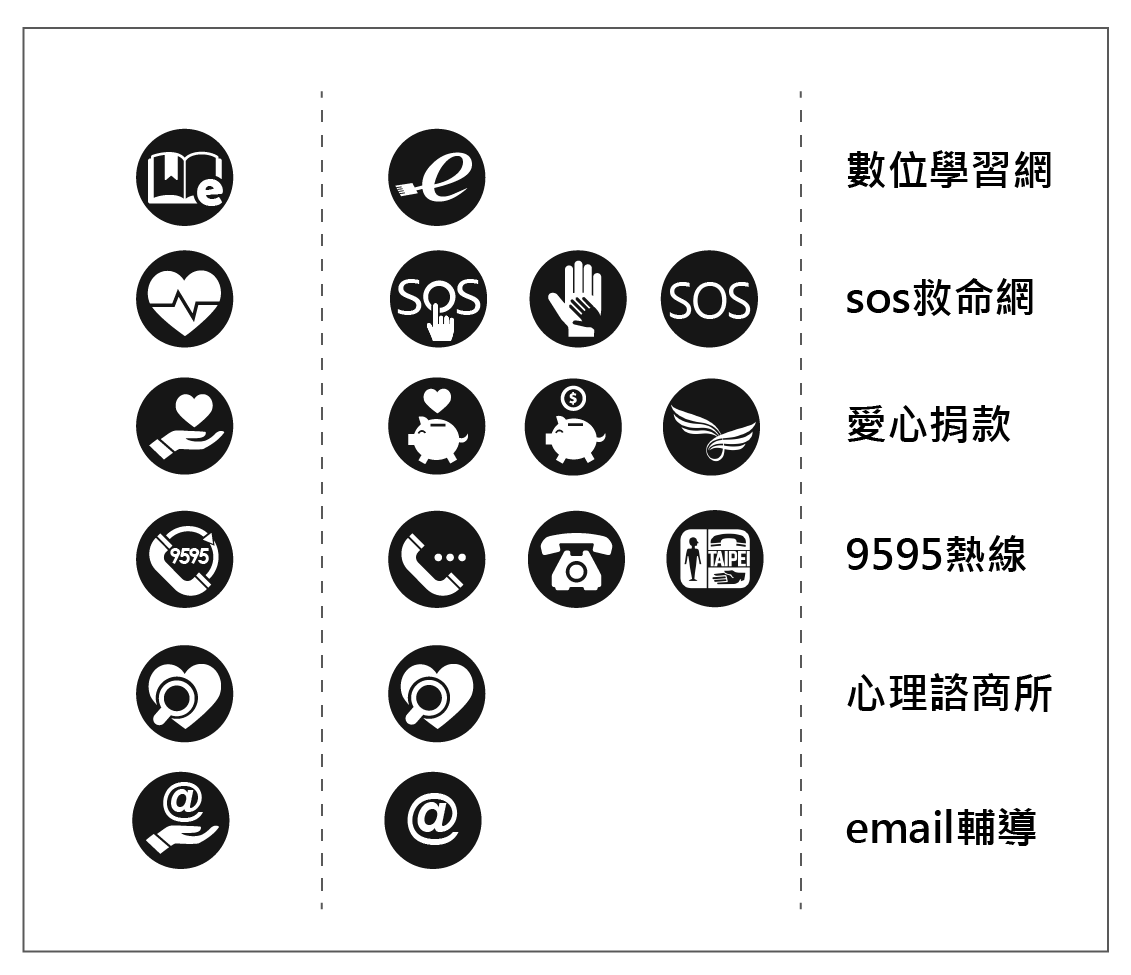 e e 數位學習網
SOS SOS sos救命網
$ 愛心捐款
9595 TAIPEI 9595熱線
心理諮商所
@ @ email輔導